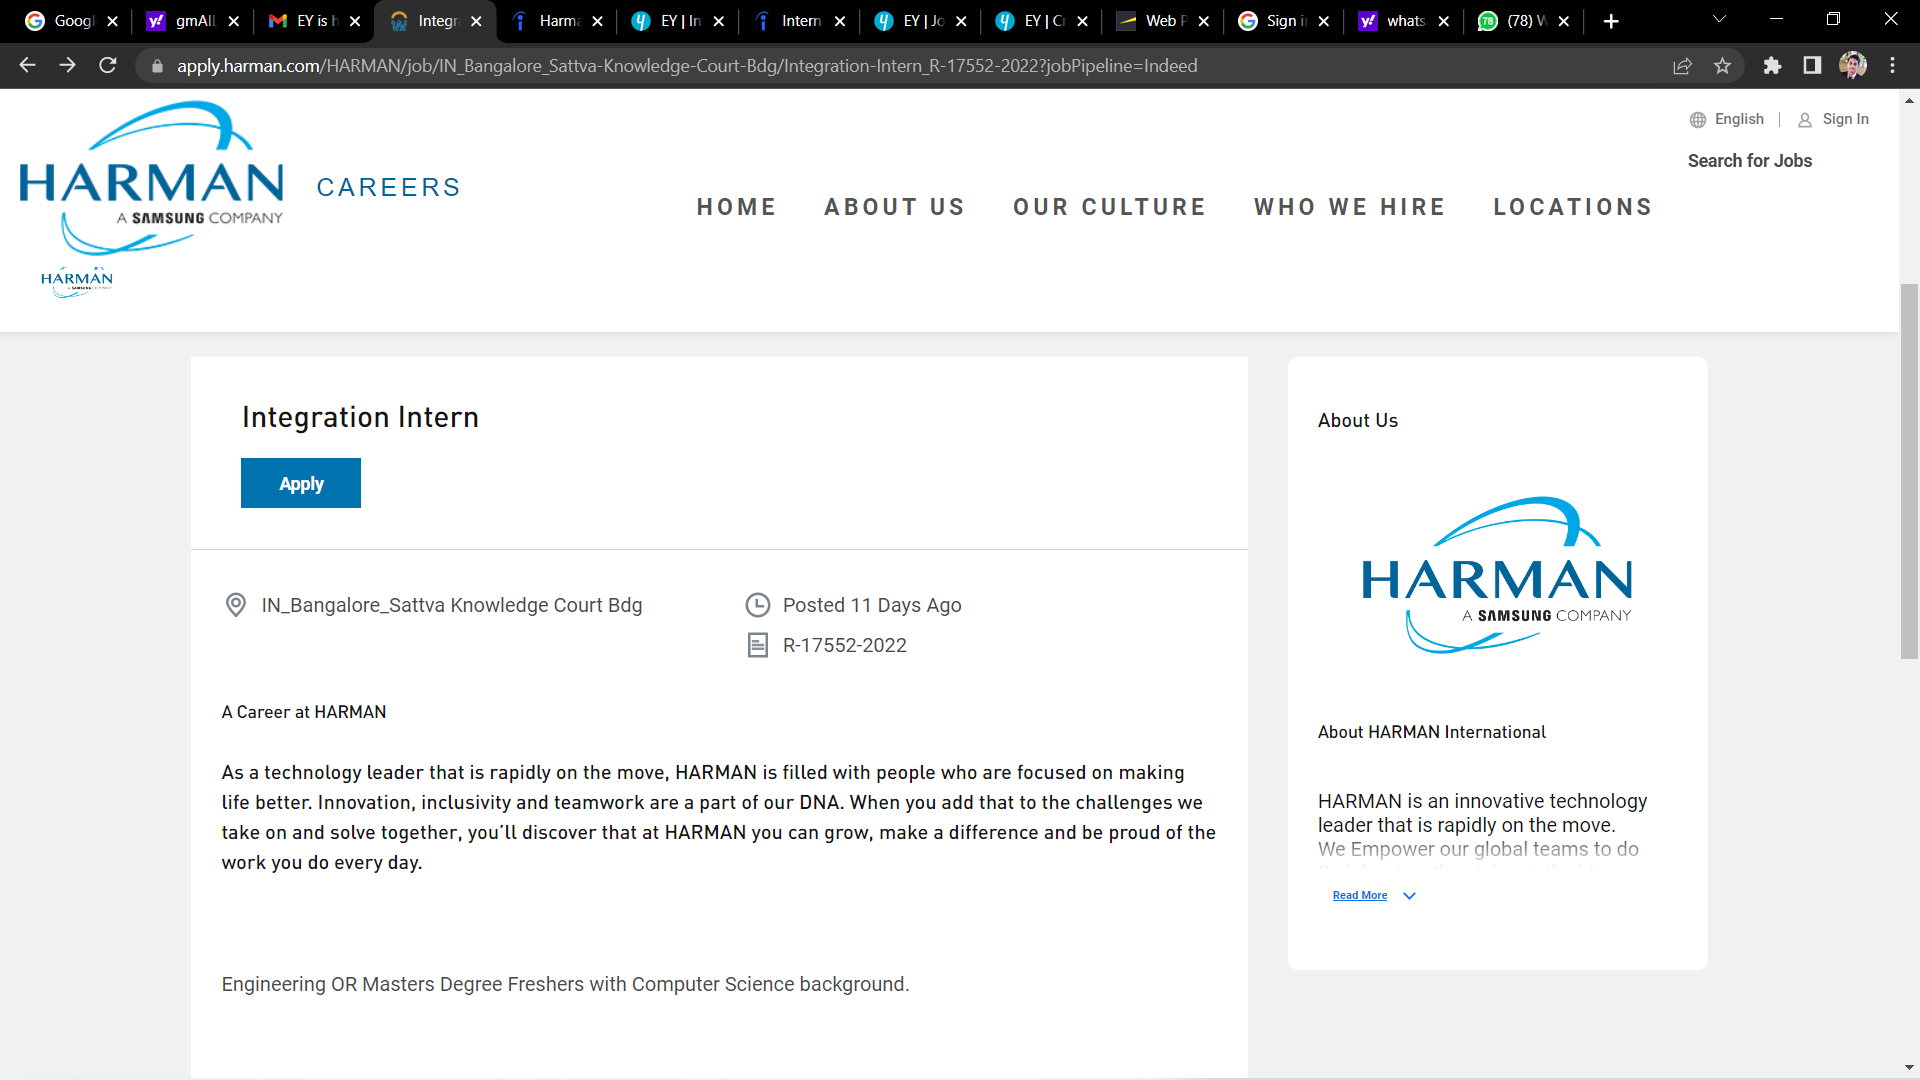 Googl
gmAIL
EY is h
Integr
Harma
EY | In
Intern
EY | Jo
EY | Cr
Web P
Sign i
whats
(78) W
apply.harman.com/HARMAN/job/IN_Bangalore_Sattva-Knowledge-Court-Bdg/Integration-Intern_R-17552-2022?jobPipeline=Indeed
English
Sign In
Search for Jobs
HARMAN
A SAMSUNG COMPANY
CAREERS
HOME ABOUT US OUR CULTURE WHO WE HIRE LOCATIONS
HARMAN
Integration Intern
Apply
IN_Bangalore_Sattva Knowledge Court Bdg
Posted 11 Days Ago
R-17552-2022
A Career at HARMAN
As a technology leader that is rapidly on the move, HARMAN is filled with people who are focused on making
life better. Innovation, inclusivity and teamwork are a part of our DNA. When you add that to the challenges we
take on and solve together, you’ll discover that at HARMAN you can grow, make a difference and be proud of the
work you do every day.
Engineering OR Masters Degree Freshers with Computer Science background.
About Us
HARMAN
A SAMSUNG COMPANY
About HARMAN International
HARMAN is an innovative technology
leader that is rapidly on the move.
We Empower our global teams to do
Read More